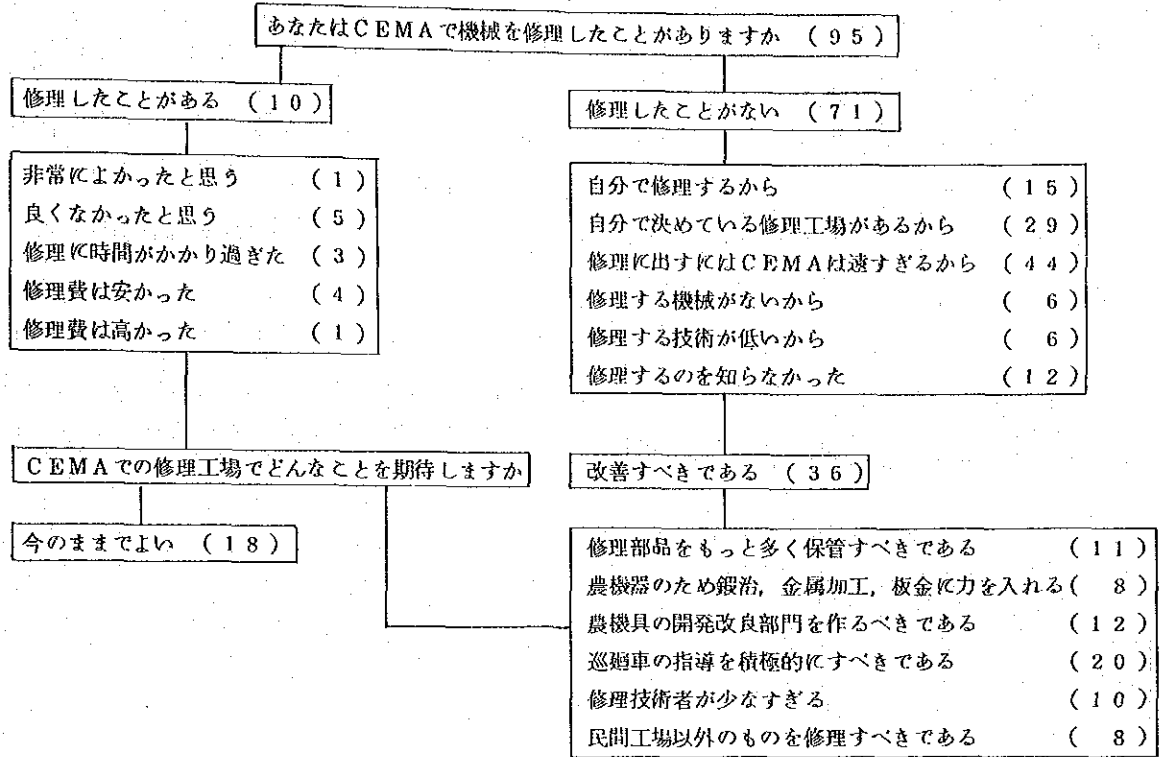 あなたはCEMAで機械を修理したことがありますか (95)
修理したことがある (10)
修理したことがない (71)
非常によかったと思う (1)
良くなかったと思う (5)
修理に時間がかかり過ぎた (3)
修理費は安かった (4)
修理費は高かった (1)
自分で修理するから (15)
自分で決めている修理工場があるから (29)
修理に出すにはCEMAは遠すぎるから (44)
修理する機械がないから ( 6)
修理する技術が低いから ( 6)
修理するのを知らなかった (12)
CEMAでの修理工場でどんなことを期待しますか
改善すべきである (36)
今のままでよい (18)
修理部品をもっと多く保管すべきである (11)
農機器のため鍛治,金属加工,板金に力を入れる( 8)
農機具の開発改良部門を作るべきである (12)
巡廻車の指導を積極的にすべきである (20)
修理技術者が少なすぎる (10)
民間工場以外のものを修理すべきである ( 8)